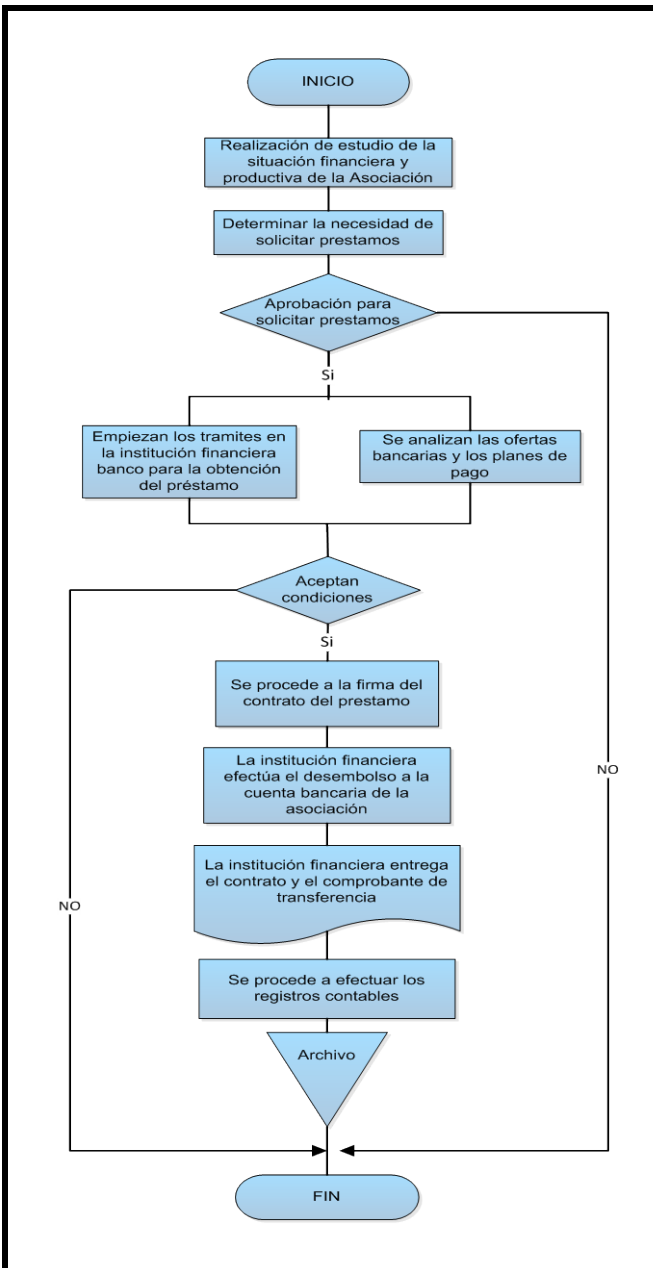 INICIO
Realización de estudio de la
situación financiera y
productiva de la Asociación
Determinar la necesidad de
solicitar prestamos
Aprobación para
solicitar prestamos
Si
Empiezan los tramites en
la institución financiera
banco para la obtención
del préstamo
Se analizan las ofertas
bancarias y los planes de
pago
Aceptan
condiciones
Si
Se procede a la firma del
contrato del prestamo
La institución financiera
efectúa el desembolso a la
cuenta bancaria de la
asociación
NO
La institución financiera entrega
el contrato y el comprobante de
transferencia
NO
Se procede a efectuar los
registros contables
Archivo
FIN